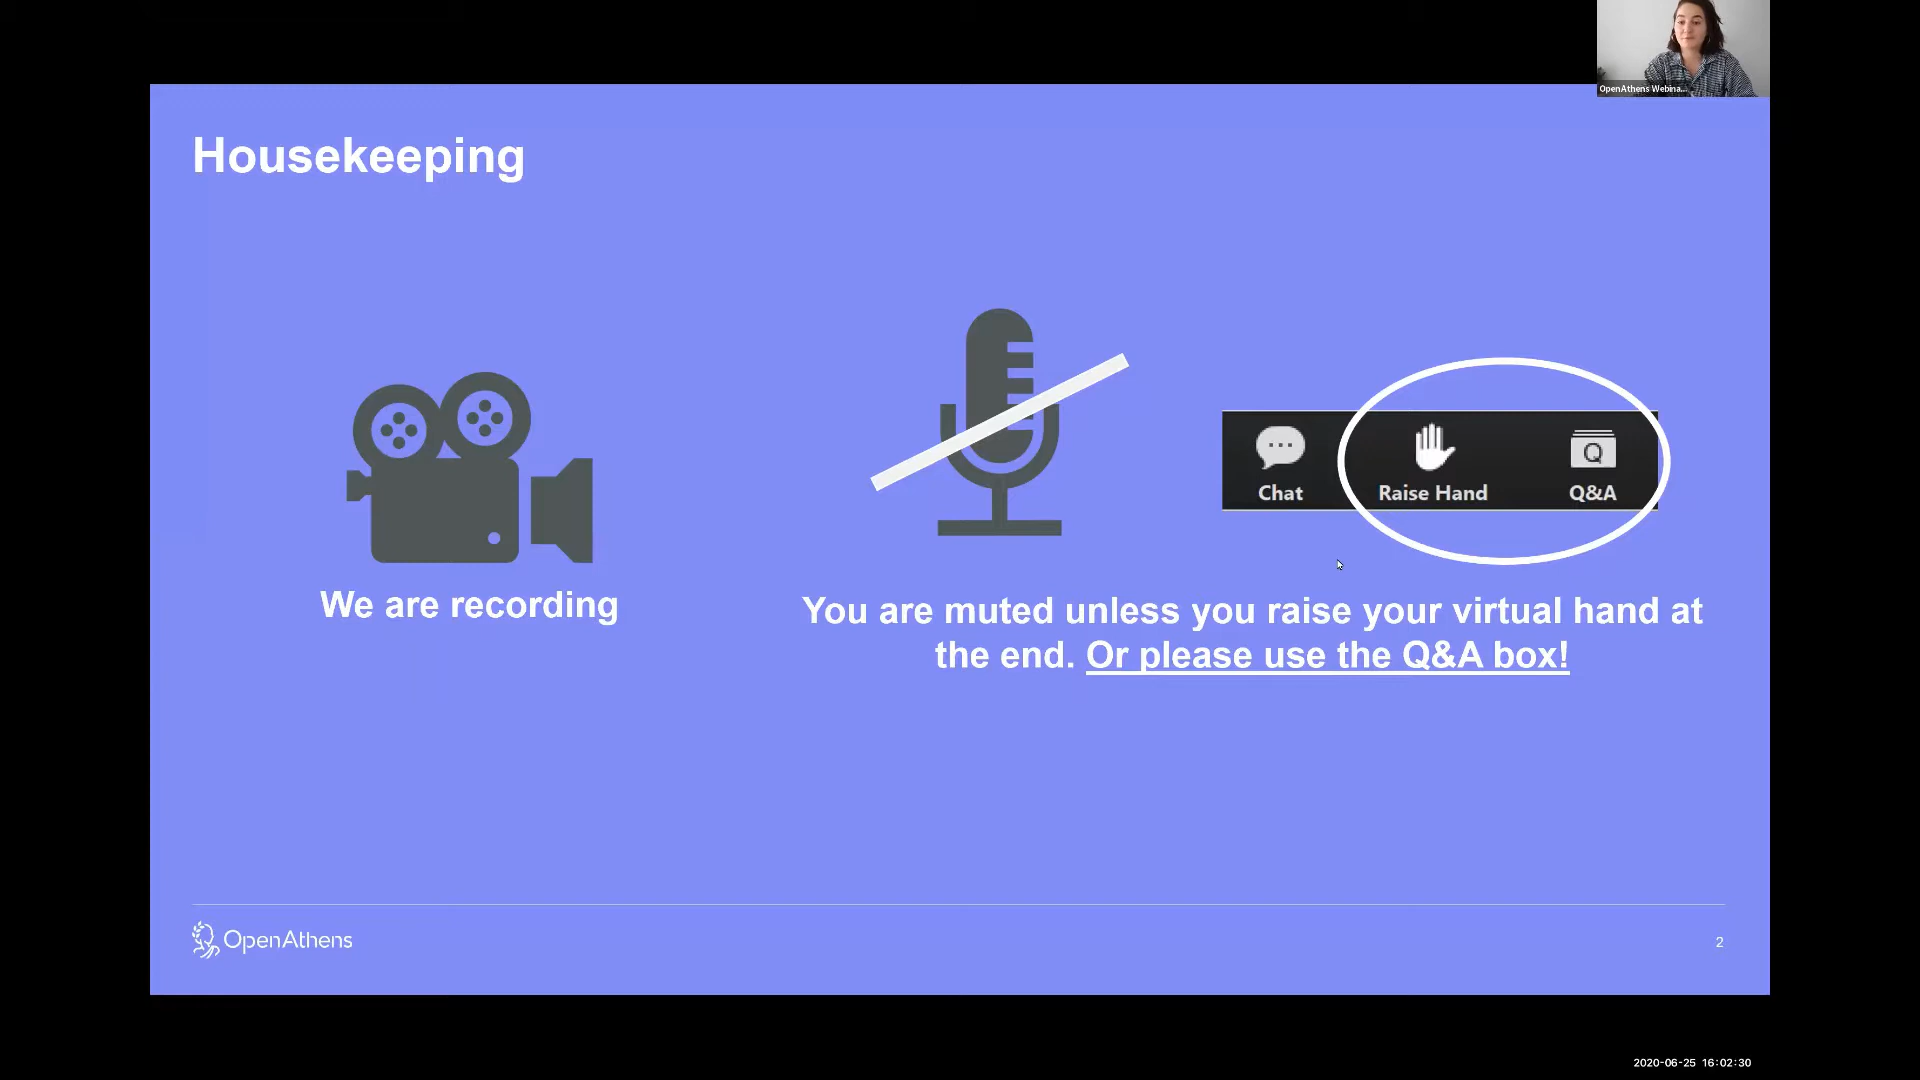 OpenAthens Webina...
Housekeeping
Chat
Raise Hand
Q
Q&A
We are recording
You are muted unless you raise your virtual hand at
the end. Or please use the Q&A box!
OpenAthens
2
2020-06-25 16:02:30